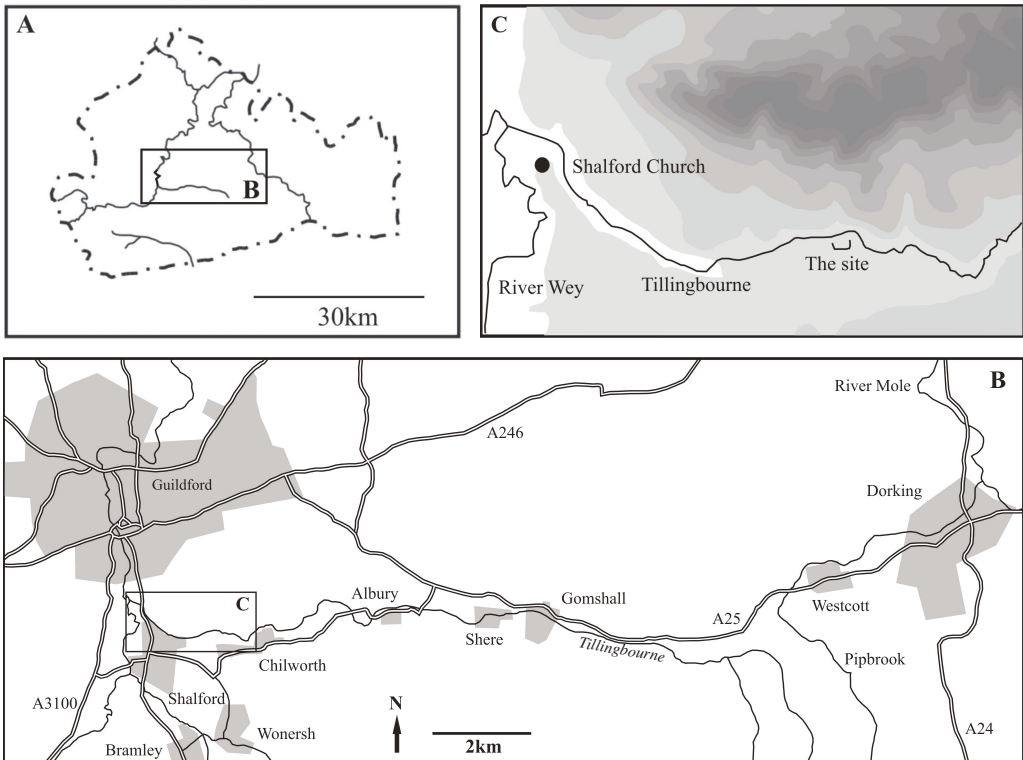 A
B
30km
C
Shalford Church
The site
River Wey
Tillingbourne
B
River Mole
A246
Guildford
Dorking
C
Albury
Gomshall
Westcott
A25
Shere
Tillingbourne
Chilworth
Pipbrook
A3100
Shalford
N
Wonersh
2km
A24
Bramley